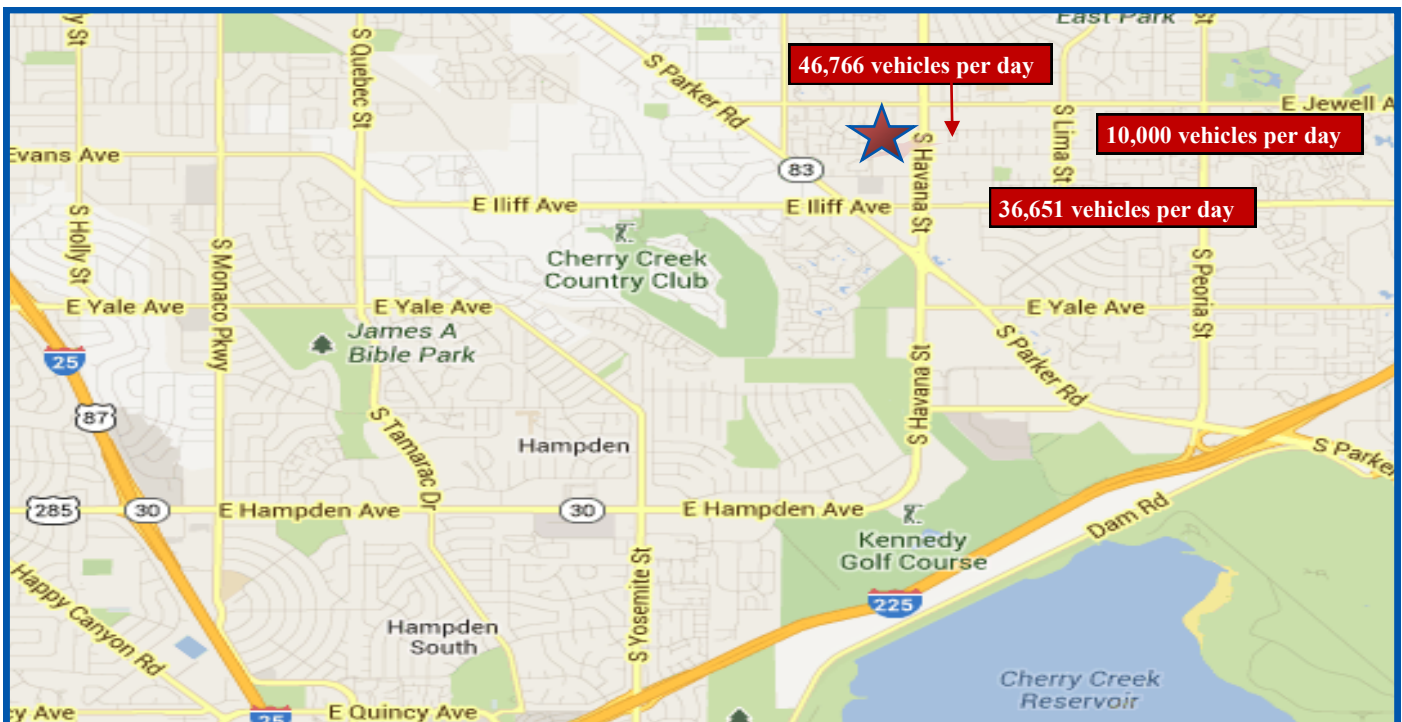 East Park
S Quebec St
S Parker Rd
46,766 vehicles per day
E Jewell A
S Lima St
10,000 vehicles per day
Evans Ave
83
S Havana St
E Iliff Ave
E Iliff Ave
36,651 vehicles per day
S Holly St
S Monaco Pkwy
Cherry Creek
Country Club
S Peoria St
E Yale Ave
E Yale Ave
E Yale Ave
James A
Bible Park
25
S Parker Rd
S Havana St
87
S Tamarac Dr
Hampden
S Parker
285
30
E Hampden Ave
30
E Hampden Ave
Dam Rd
Kennedy
Golf Course
Happy Canyon Rd
S Yosemite St
225
Hampden
South
Cherry Creek
Reservoir
25
E Quincy Ave
cy Ave
y St